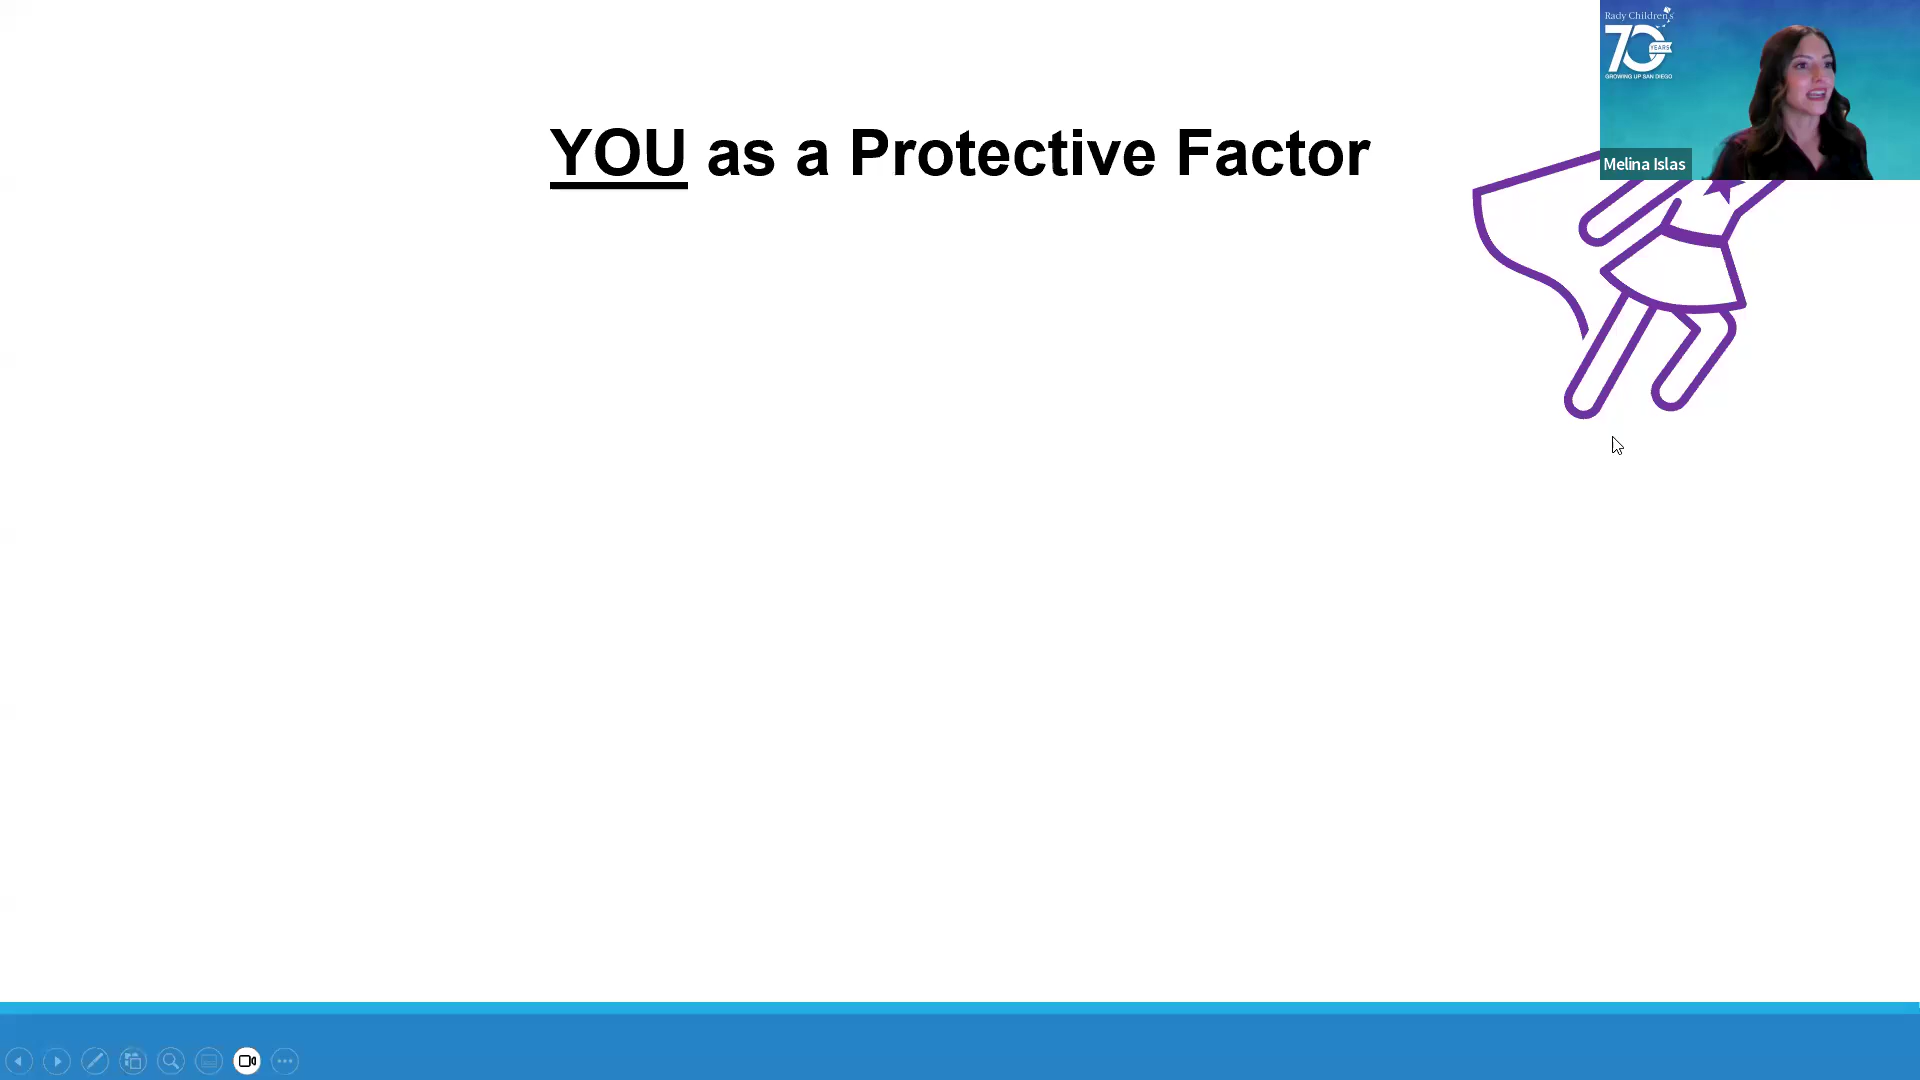 Rady Children's
70
YEARS
GROWING UP SAN DIEGO
YOU as a Protective Factor
Melina Islas